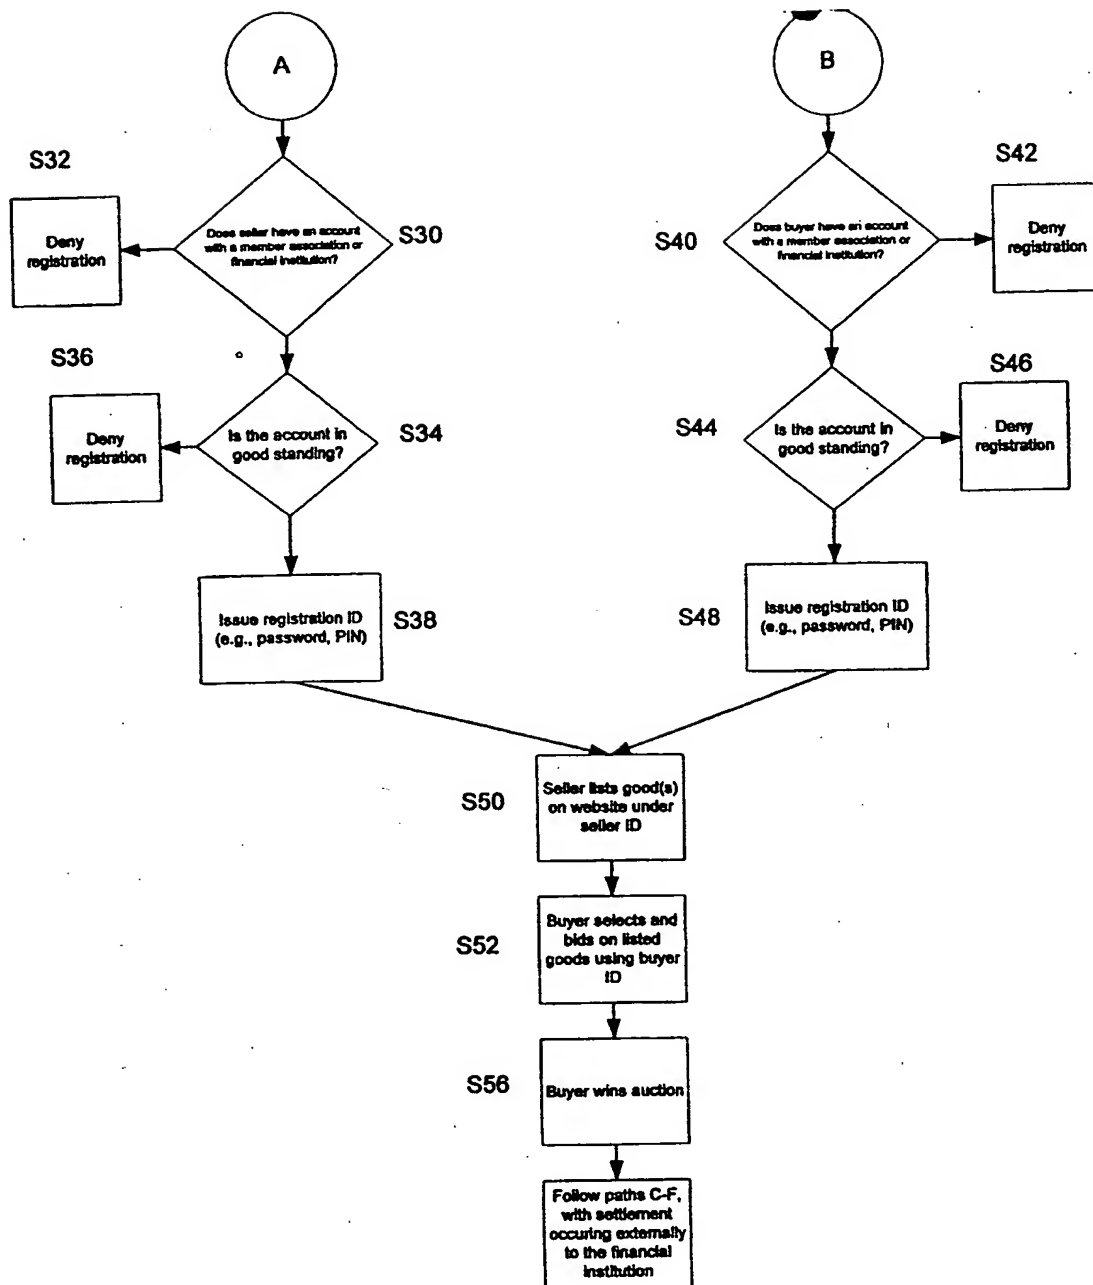 A
B
S32
Deny
registration
Does seller have an account
with a member association or
financial institution?
S30
S40
Does buyer have an account
with a member association or
financial institution?
S42
Deny
registration
S36
Deny
registration
Is the account in
good standing?
S34
S44
Is the account in
good standing?
S46
Deny
registration
Issue registration ID
(e.g., password, PIN)
S38
S48
Issue registration ID
(e.g., password, PIN)
S50
Seller lists good(s)
on website under
seller ID
S52
Buyer selects and
bids on listed
goods using buyer
ID
S56
Buyer wins auction
Follow paths C-F,
with settlement
occuring externally
to the financial
institution